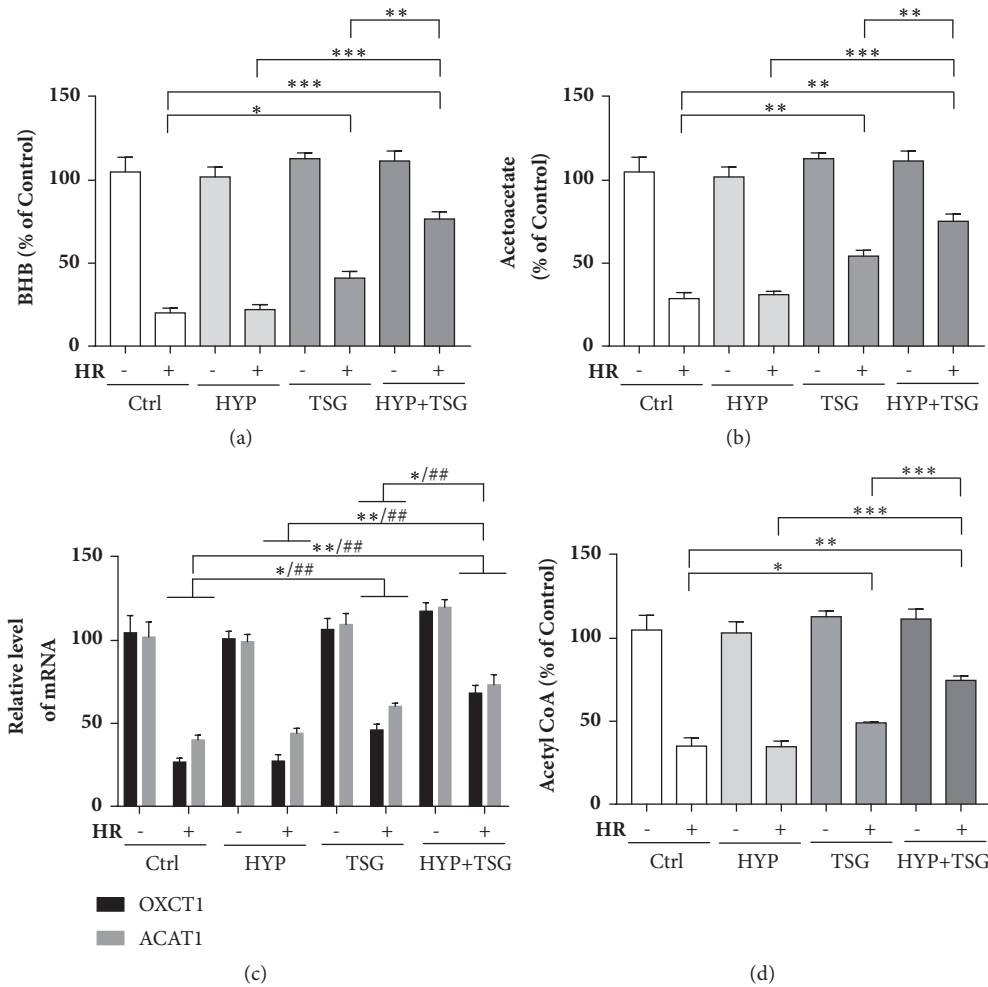 **
**
***
***
***
**
*
**
150
100
50
0
BHB (% of Control)
HR - + - + - + - +
Ctrl HYP TSG HYP+TSG
(a)
150
100
50
0
Acetoacetate
(% of Control)
HR - + - + - + - +
Ctrl HYP TSG HYP+TSG
(b)
*/##
**/##
**/##
*/##
150
100
50
0
Relative level
of mRNA
HR - + - + - + - +
Ctrl HYP TSG HYP+TSG
OXCT1
ACAT1
(c)
***
***
**
*
150
100
50
0
Acetyl CoA (% of Control)
HR - + - + - + - +
Ctrl HYP TSG HYP+TSG
(d)